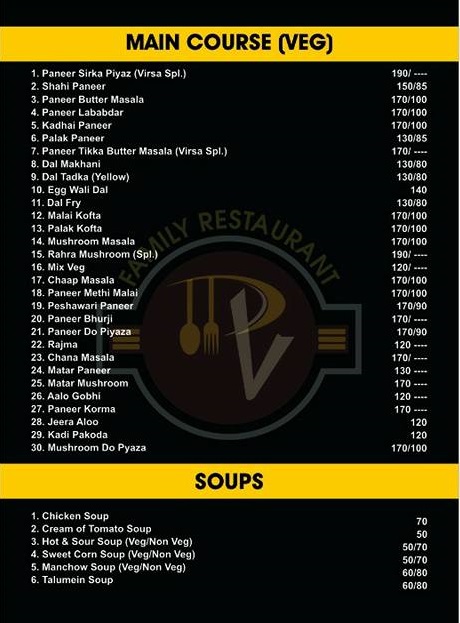 MAIN COURSE (VEG)
1. Paneer Sirka Piyaz (Virsa Spl.) 190/ ----
2. Shahi Paneer 150/85
3. Paneer Butter Masala 170/100
4. Paneer Lababdar 170/100
5. Kadhai Paneer 170/100
6. Palak Paneer 130/85
7. Paneer Tikka Butter Masala (Virsa Spl.) 170/ ----
8. Dal Makhani 130/80
9. Dal Tadka (Yellow) 130/80
10. Egg Wali Dal 140
11. Dal Fry 130/80
12. Malai Kofta 170/100
13. Palak Kofta 170/100
14. Mushroom Masala 170/100
15. Rahra Mushroom (Spl.) 190/ ----
16. Mix Veg 120/ ----
17. Chaap Masala 170/100
18. Paneer Methi Malai 170/100
19. Peshawari Paneer 170/90
20. Paneer Bhurji 170/ ----
21. Paneer Do Piyaza 170/90
22. Rajma 120 ----
23. Chana Masala 170/ ----
24. Matar Paneer 130 ----
25. Matar Mushroom 170 ----
26. Aalo Gobhi 120 ----
27. Paneer Korma 170 ----
28. Jeera Aloo 120
29. Kadi Pakoda 120
30. Mushroom Do Pyaza 170/100
FAMILY RESTAURANT
PV
SOUPS
1. Chicken Soup 70
2. Cream of Tomato Soup 50
3. Hot & Sour Soup (Veg/Non Veg) 50/70
4. Sweet Corn Soup (Veg/Non Veg) 50/70
5. Manchow Soup (Veg/Non Veg) 60/80
6. Talumein Soup 60/80